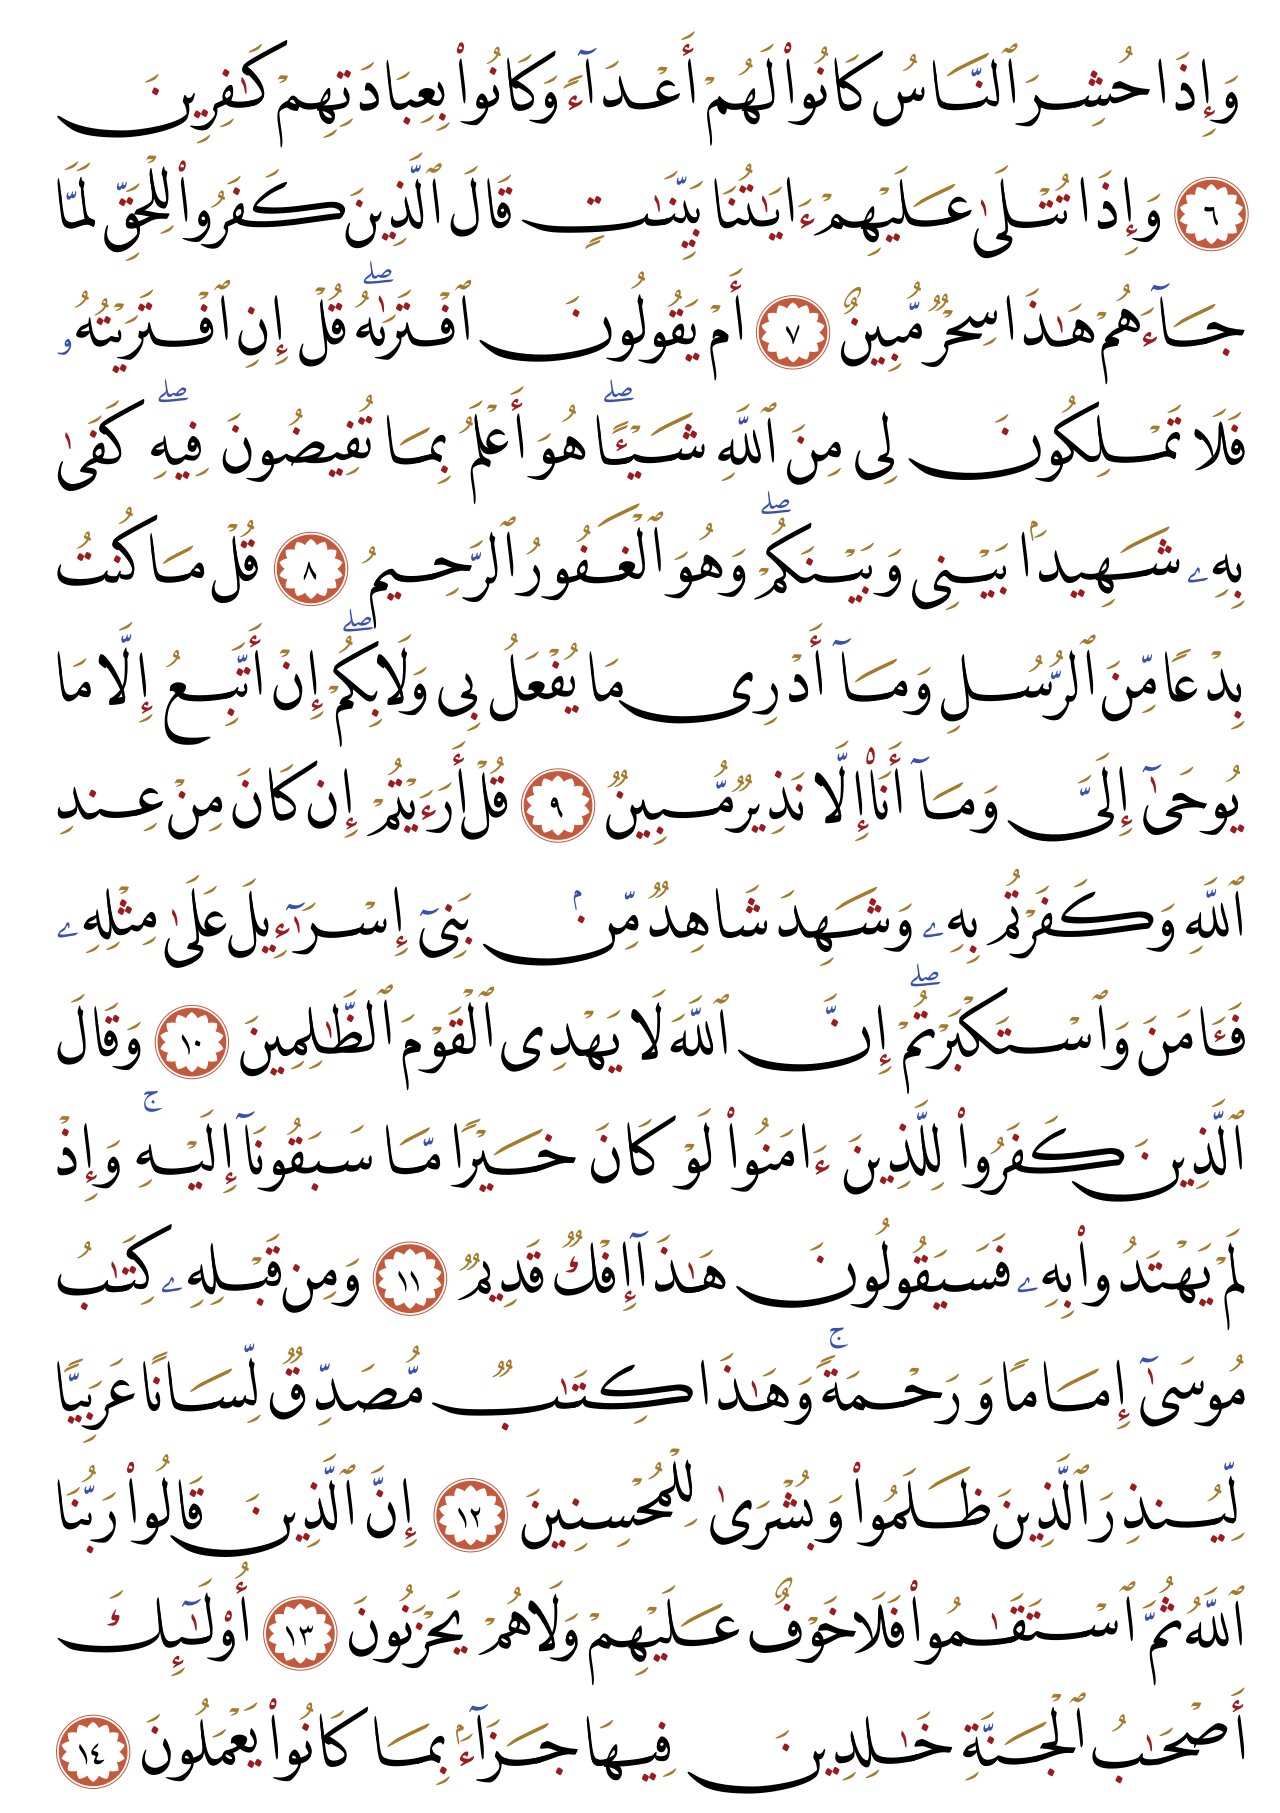 وَإِذَا حُشِرَ ٱلنَّاسُ كَانُوا۟ لَهُمْ أَعْدَآءً وَكَانُوا۟ بِعِبَادَتِهِمْ كَـٰفِرِينَ
٦ وَإِذَا تُتْلَىٰ عَلَيْهِمْ ءَايَـٰتُنَا بَيِّنَـٰتٍ قَالَ ٱلَّذِينَ كَفَرُوا۟ لِلْحَقِّ لَمَّا
جَآءَهُمْ هَـٰذَا سِحْرٌ مُّبِينٌ ٧ أَمْ يَقُولُونَ ٱفْتَرَىٰهُ ۖ قُلْ إِنِ ٱفْتَرَيْتُهُۥ
فَلَا تَمْلِكُونَ لِى مِنَ ٱللَّهِ شَيْـًٔا ۖ هُوَ أَعْلَمُ بِمَا تُفِيضُونَ فِيهِ ۖ كَفَىٰ
بِهِۦ شَهِيدًۢا بَيْنِى وَبَيْنَكُمْ ۖ وَهُوَ ٱلْغَفُورُ ٱلرَّحِيمُ ٨ قُلْ مَا كُنتُ
بِدْعًا مِّنَ ٱلرُّسُلِ وَمَآ أَدْرِى مَا يُفْعَلُ بِى وَلَا بِكُمْ ۖ إِنْ أَتَّبِعُ إِلَّا مَا
يُوحَىٰٓ إِلَىَّ وَمَآ أَنَا۠ إِلَّا نَذِيرٌ مُّبِينٌ ٩ قُلْ أَرَءَيْتُمْ إِن كَانَ مِنْ عِندِ
ٱللَّهِ وَكَفَرْتُم بِهِۦ وَشَهِدَ شَاهِدٌ مِّنۢ بَنِىٓ إِسْرَـٰٓءِيلَ عَلَىٰ مِثْلِهِۦ
فَـَٔامَنَ وَٱسْتَكْبَرْتُمْ ۖ إِنَّ ٱللَّهَ لَا يَهْدِى ٱلْقَوْمَ ٱلظَّـٰلِمِينَ ١٠ وَقَالَ
ٱلَّذِينَ كَفَرُوا۟ لِلَّذِينَ ءَامَنُوا۟ لَوْ كَانَ خَيْرًا مَّا سَبَقُونَآ إِلَيْهِ ۚ وَإِذْ
لَمْ يَهْتَدُوا۟ بِهِۦ فَسَيَقُولُونَ هَـٰذَآ إِفْكٌ قَدِيمٌ ١١ وَمِن قَبْلِهِۦ كِتَـٰبُ
مُوسَىٰٓ إِمَامًا وَرَحْمَةً ۚ وَهَـٰذَا كِتَـٰبٌ مُّصَدِّقٌ لِّسَانًا عَرَبِيًّا
لِّيُنذِرَ ٱلَّذِينَ ظَلَمُوا۟ وَبُشْرَىٰ لِلْمُحْسِنِينَ ١٢ إِنَّ ٱلَّذِينَ قَالُوا۟ رَبُّنَا
ٱللَّهُ ثُمَّ ٱسْتَقَـٰمُوا۟ فَلَا خَوْفٌ عَلَيْهِمْ وَلَا هُمْ يَحْزَنُونَ ١٣ أُو۟لَـٰٓئِكَ
أَصْحَـٰبُ ٱلْجَنَّةِ خَـٰلِدِينَ فِيهَا جَزَآءًۢ بِمَا كَانُوا۟ يَعْمَلُونَ ١٤